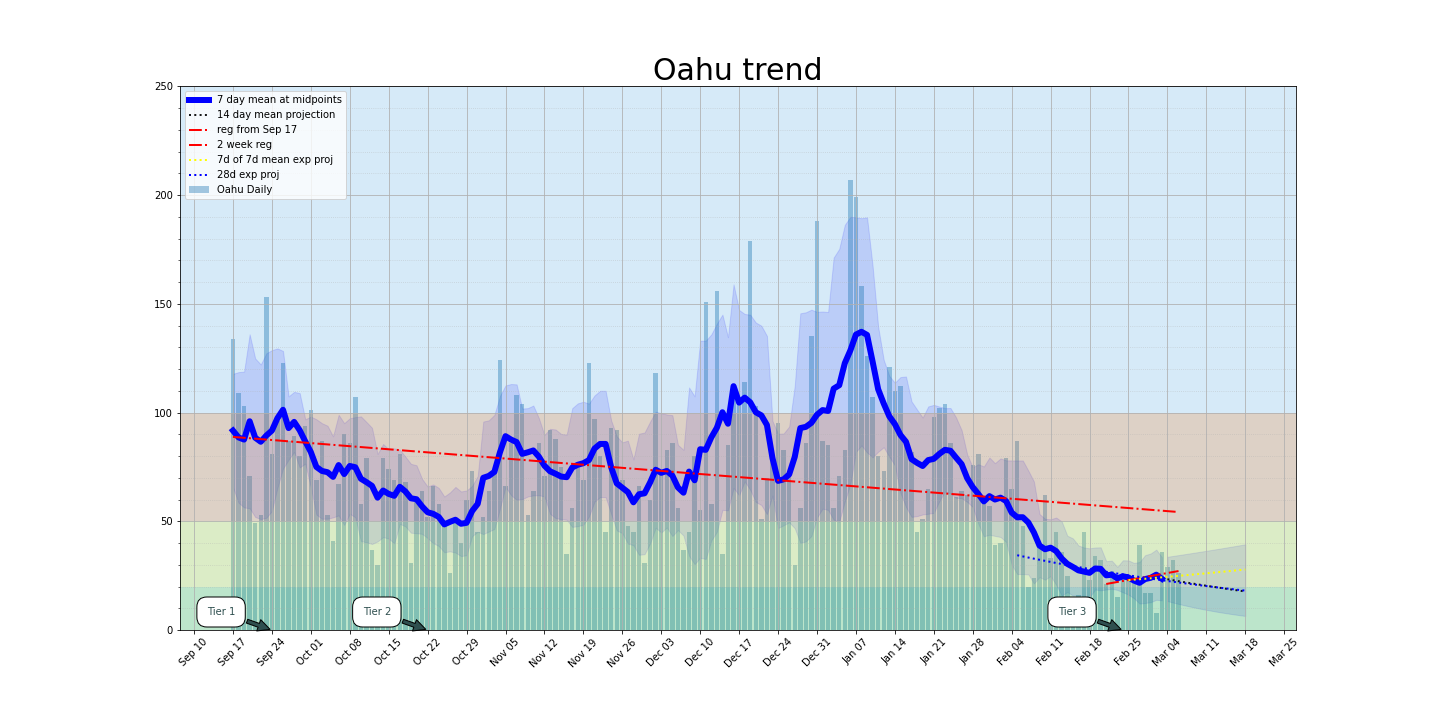 Oahu trend
250
200
150
100
50
0
7 day mean at midpoints
14 day mean projection
reg from Sep 17
2 week reg
7d of 7d mean exp proj
28d exp proj
Oahu Daily
Tier 1
Tier 2
Tier 3
Sep 10
Sep 17
Sep 24
Oct 01
Oct 08
Oct 15
Oct 22
Oct 29
Nov 05
Nov 12
Nov 19
Nov 26
Dec 03
Dec 10
Dec 17
Dec 24
Dec 31
Jan 07
Jan 14
Jan 21
Jan 28
Feb 04
Feb 11
Feb 18
Feb 25
Mar 04
Mar 11
Mar 18
Mar 25